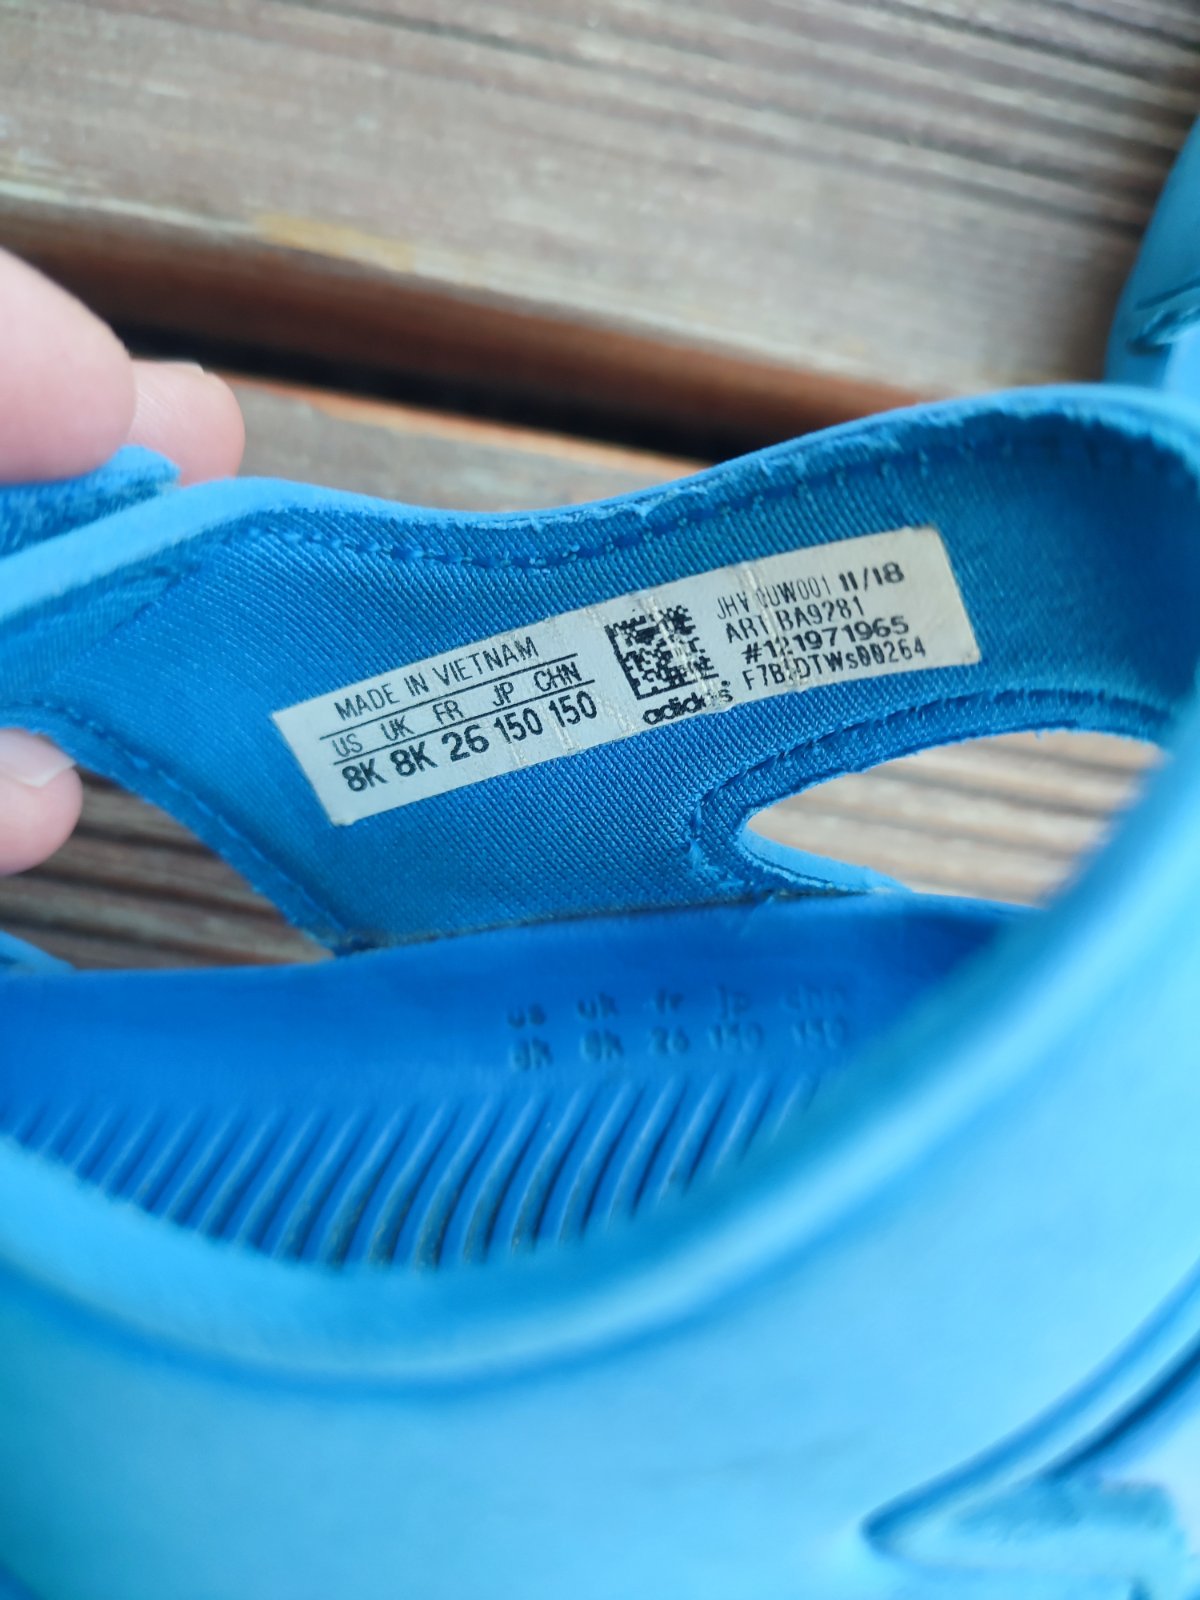 MADE IN VIETNAM
US UK FR JP CHN
8K 8K 26 150 150
adidas
11/18
ART BA9281
#121971965
us uk fr jp chn
8k 8k 26 150 150